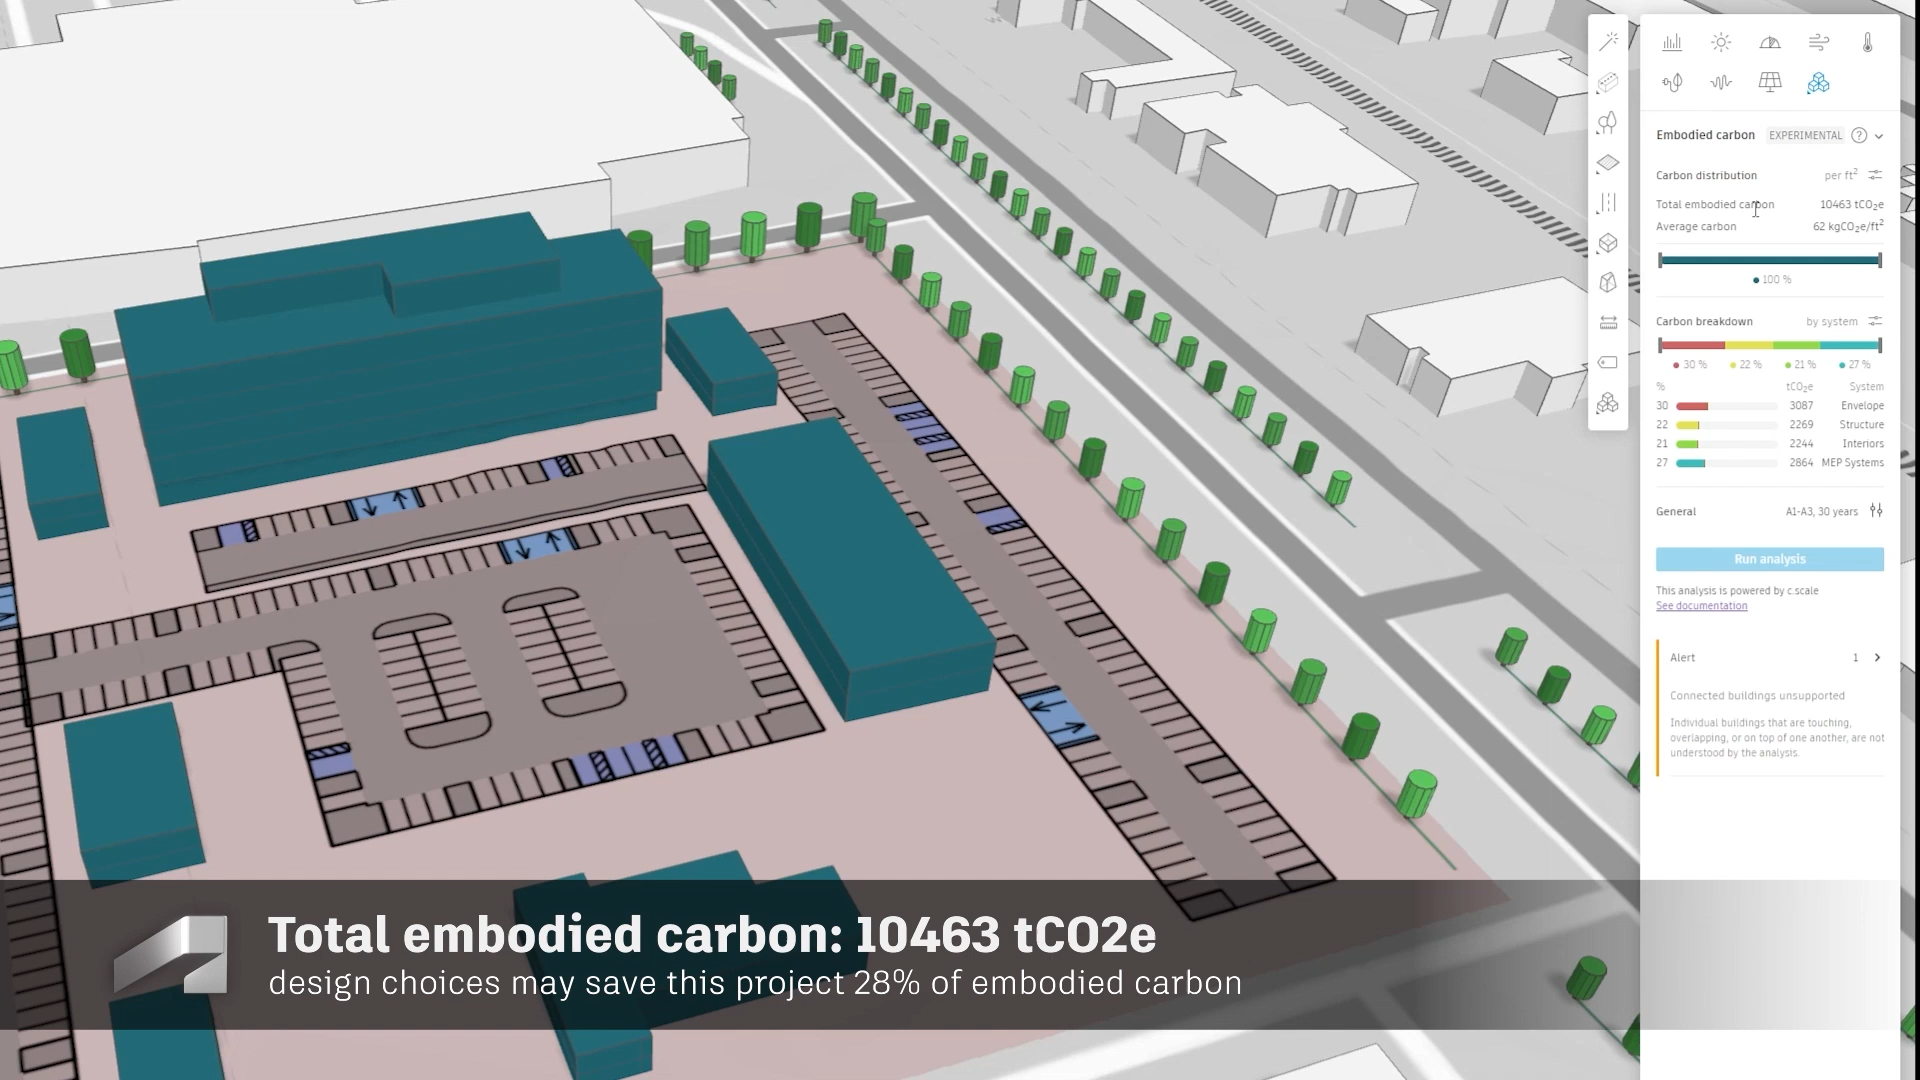 Embodied carbon EXPERIMENTAL ?
Carbon distribution per ft²
Total embodied carbon 10463 tCO₂e
Average carbon 62 kgCO₂e/ft²
100 %
Carbon breakdown by system
30 % 22 % 21 % 27 %
% tCO₂e System
30 3087 Envelope
22 2269 Structure
21 2244 Interiors
27 2864 MEP Systems
General A1-A3, 30 years
Run analysis
This analysis is powered by c.scale
See documentation
Alert 1
Connected buildings unsupported
Individual buildings that are touching,
overlapping, or on top of one another, are not
understood by the analysis.
Total embodied carbon: 10463 tCO2e
design choices may save this project 28% of embodied carbon